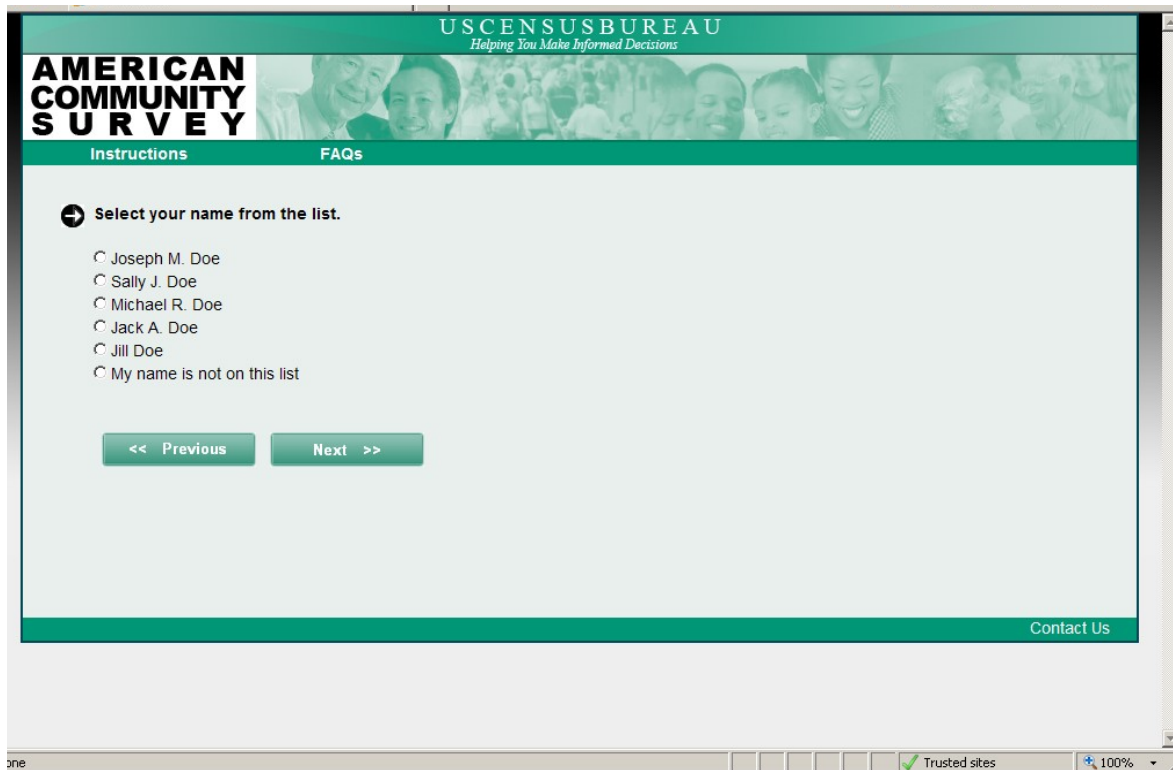 USCENSUSBUREAU
Helping You Make Informed Decisions
AMERICAN
COMMUNITY
SURVEY
Instructions FAQs
Select your name from the list.
Joseph M. Doe
Sally J. Doe
Michael R. Doe
Jack A. Doe
Jill Doe
My name is not on this list
<< Previous Next >>
Contact Us
one Trusted sites 100%